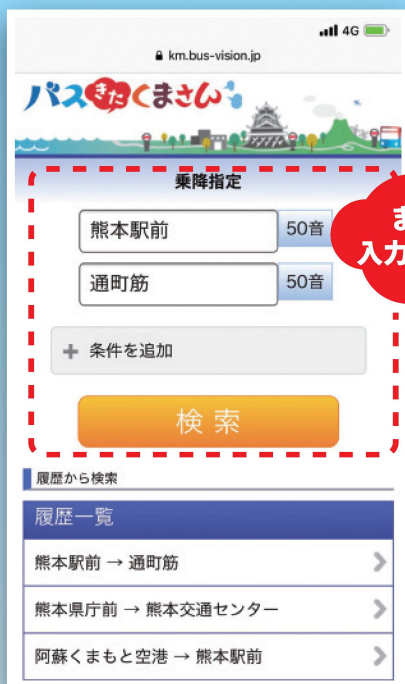 4G
km.bus-vision.jp
バスきたくまさん
乗降指定
熊本駅前 50音
通町筋 50音
+ 条件を追加
検索
履歴から検索
履歴一覧
熊本駅前 → 通町筋
熊本県庁前 → 熊本交通センター
阿蘇くまもと空港 → 熊本駅前
ま
入力